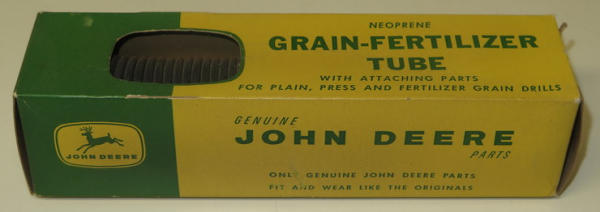 NEOPRENE
GRAIN-FERTILIZER
TUBE
WITH ATTACHING PARTS
FOR PLAIN, PRESS AND FERTILIZER GRAIN DRILLS
GENUINE
JOHN DEERE
PARTS
ONLY GENUINE JOHN DEERE PARTS
FIT AND WEAR LIKE THE ORIGINALS
JOHN DEERE